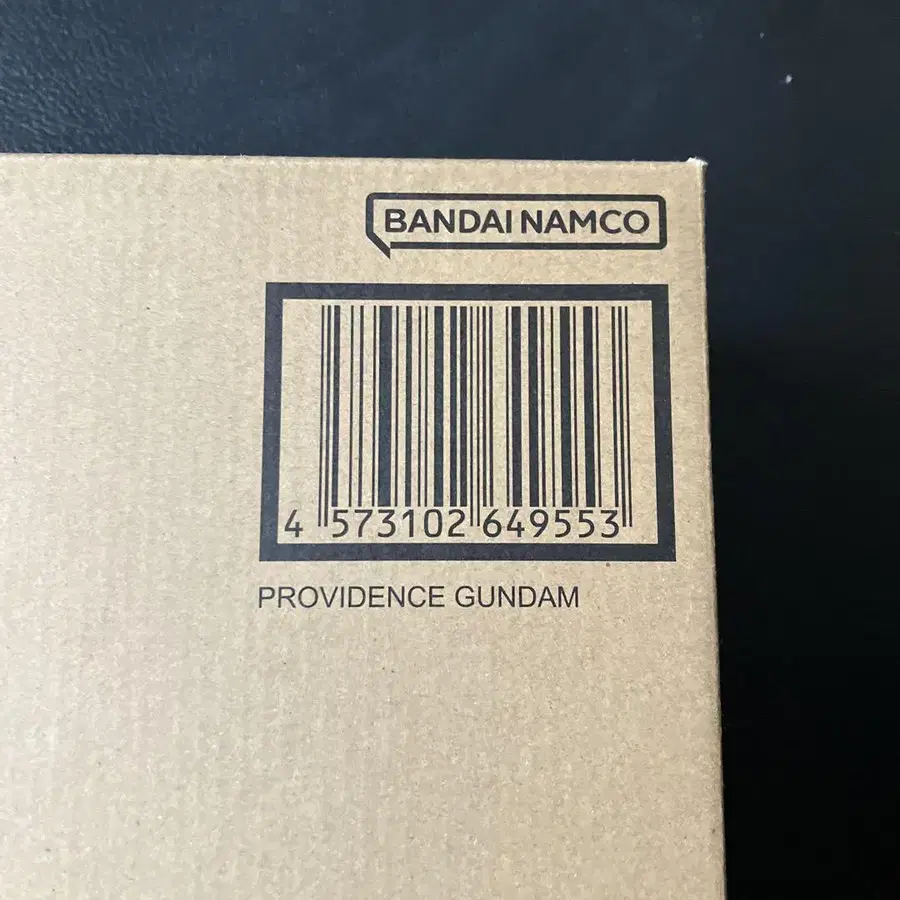 BANDAI NAMCO
4 573102 649553
PROVIDENCE GUNDAM